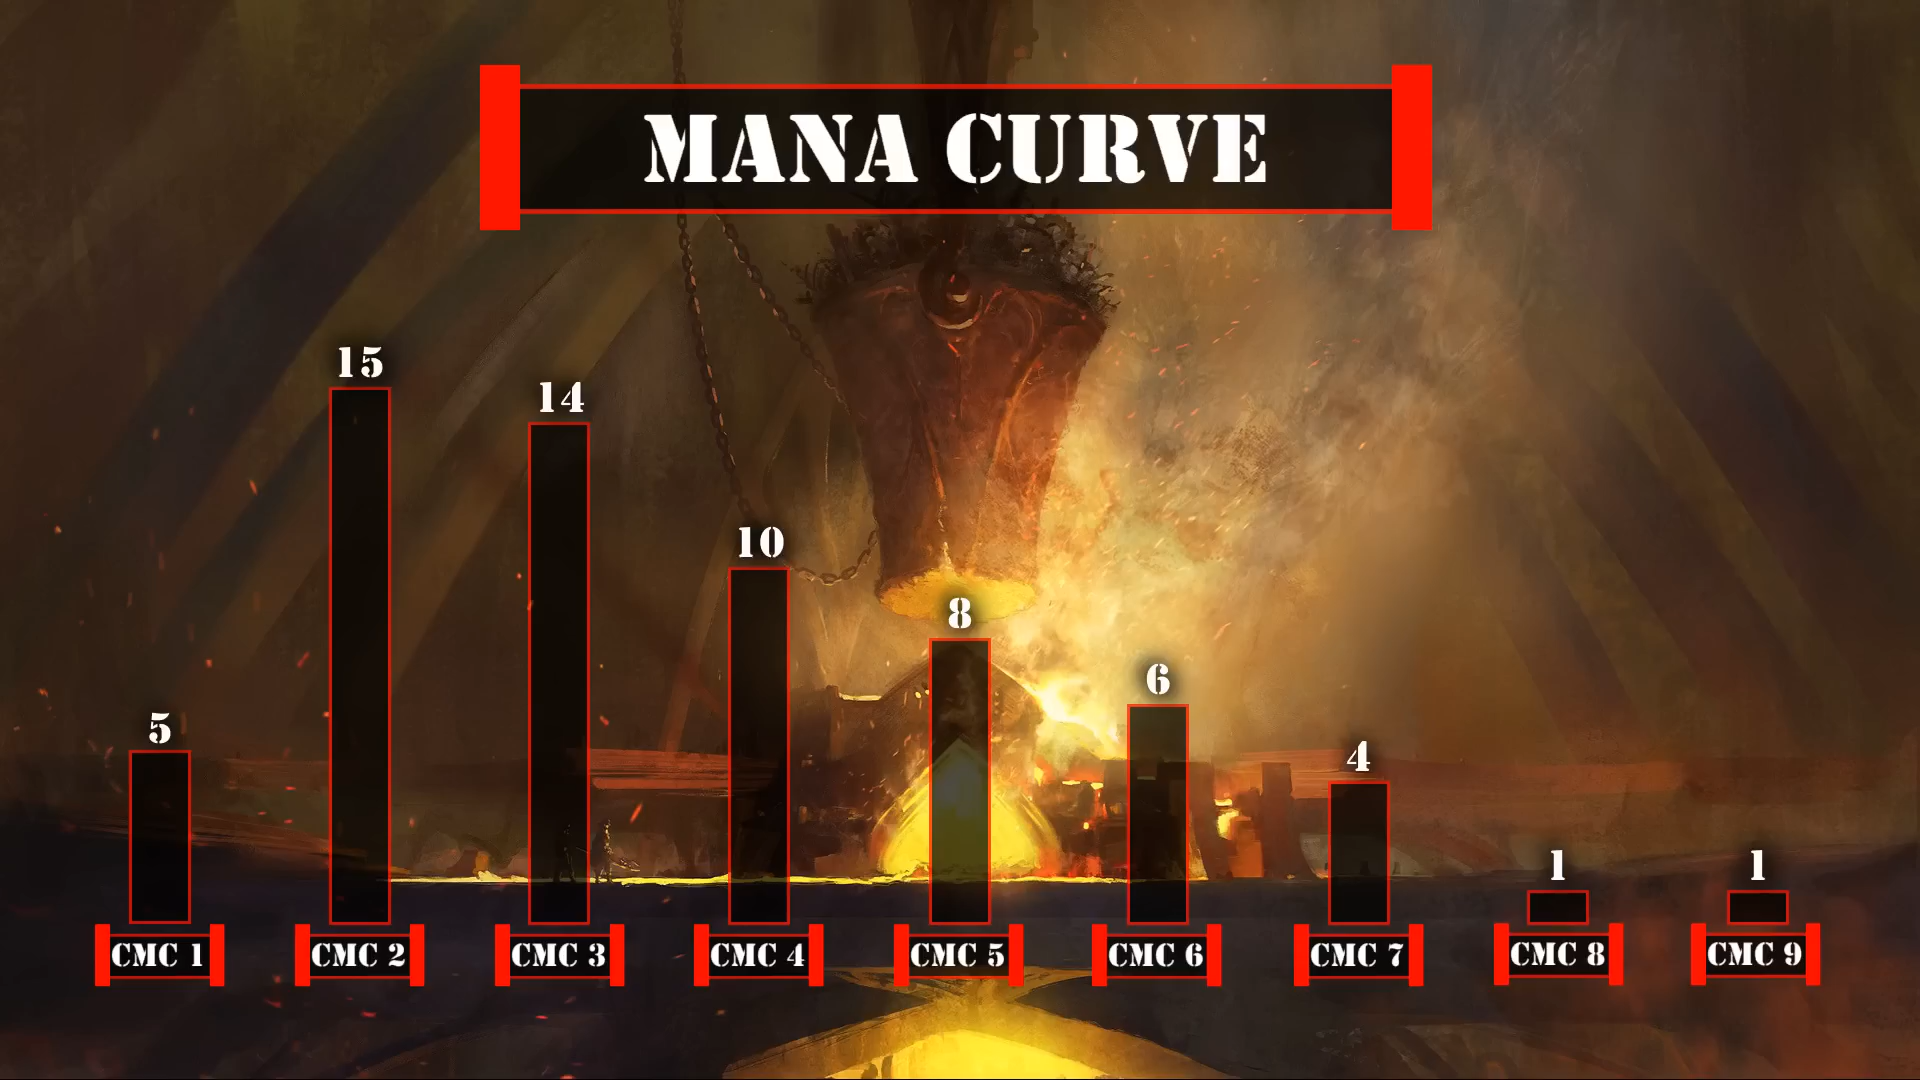 MANA CURVE
15
14
10
8
6
5
4
1
1
CMC 1
CMC 2
CMC 3
CMC 4
CMC 5
CMC 6
CMC 7
CMC 8
CMC 9